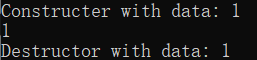 Constructer with data: 1
1
Destructor with data: 1